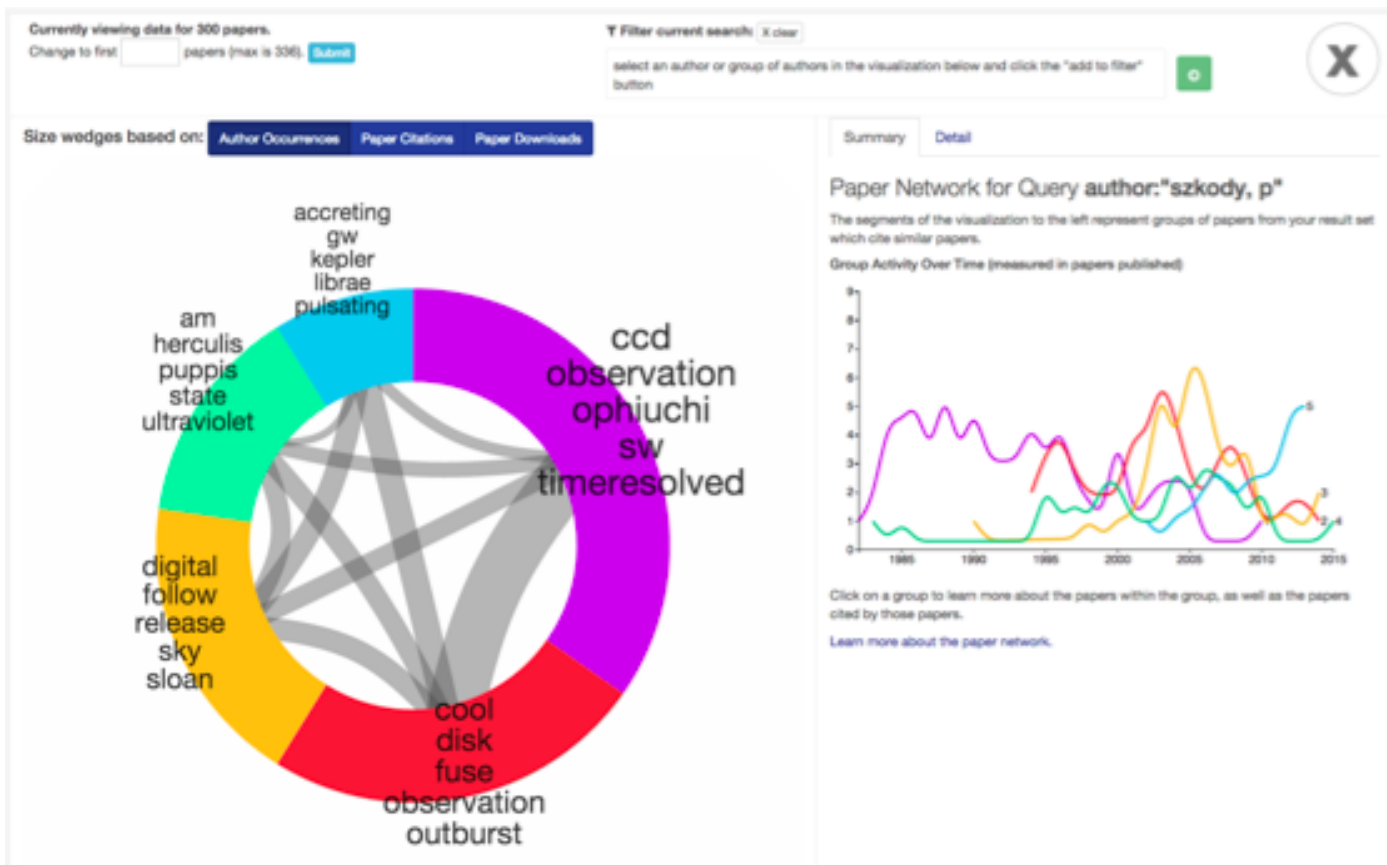 Currently viewing data for 300 papers.
Change to first papers (max is 336). Submit
Filter current search: X clear
select an author or group of authors in the visualization below and click the "add to filter"
button
X
Size wedges based on: Author Occurrences Paper Citations Paper Downloads
accreting
gw
kepler
librae
pulsating
am
herculis
puppis
state
ultraviolet
ccd
observation
ophiuchi
sw
timeresolved
digital
follow
release
sky
sloan
cool
disk
fuse
observation
outburst
Summary Detail
Paper Network for Query author:"szkody, p"
The segments of the visualization to the left represent groups of papers from your result set
which cite similar papers.
Group Activity Over Time (measured in papers published)
9
8
7
6
5
4
3
2
1
0
5
3
2 4
1985 1990 1995 2000 2005 2010 2015
Click on a group to learn more about the papers within the group, as well as the papers
cited by those papers.
Learn more about the paper network.